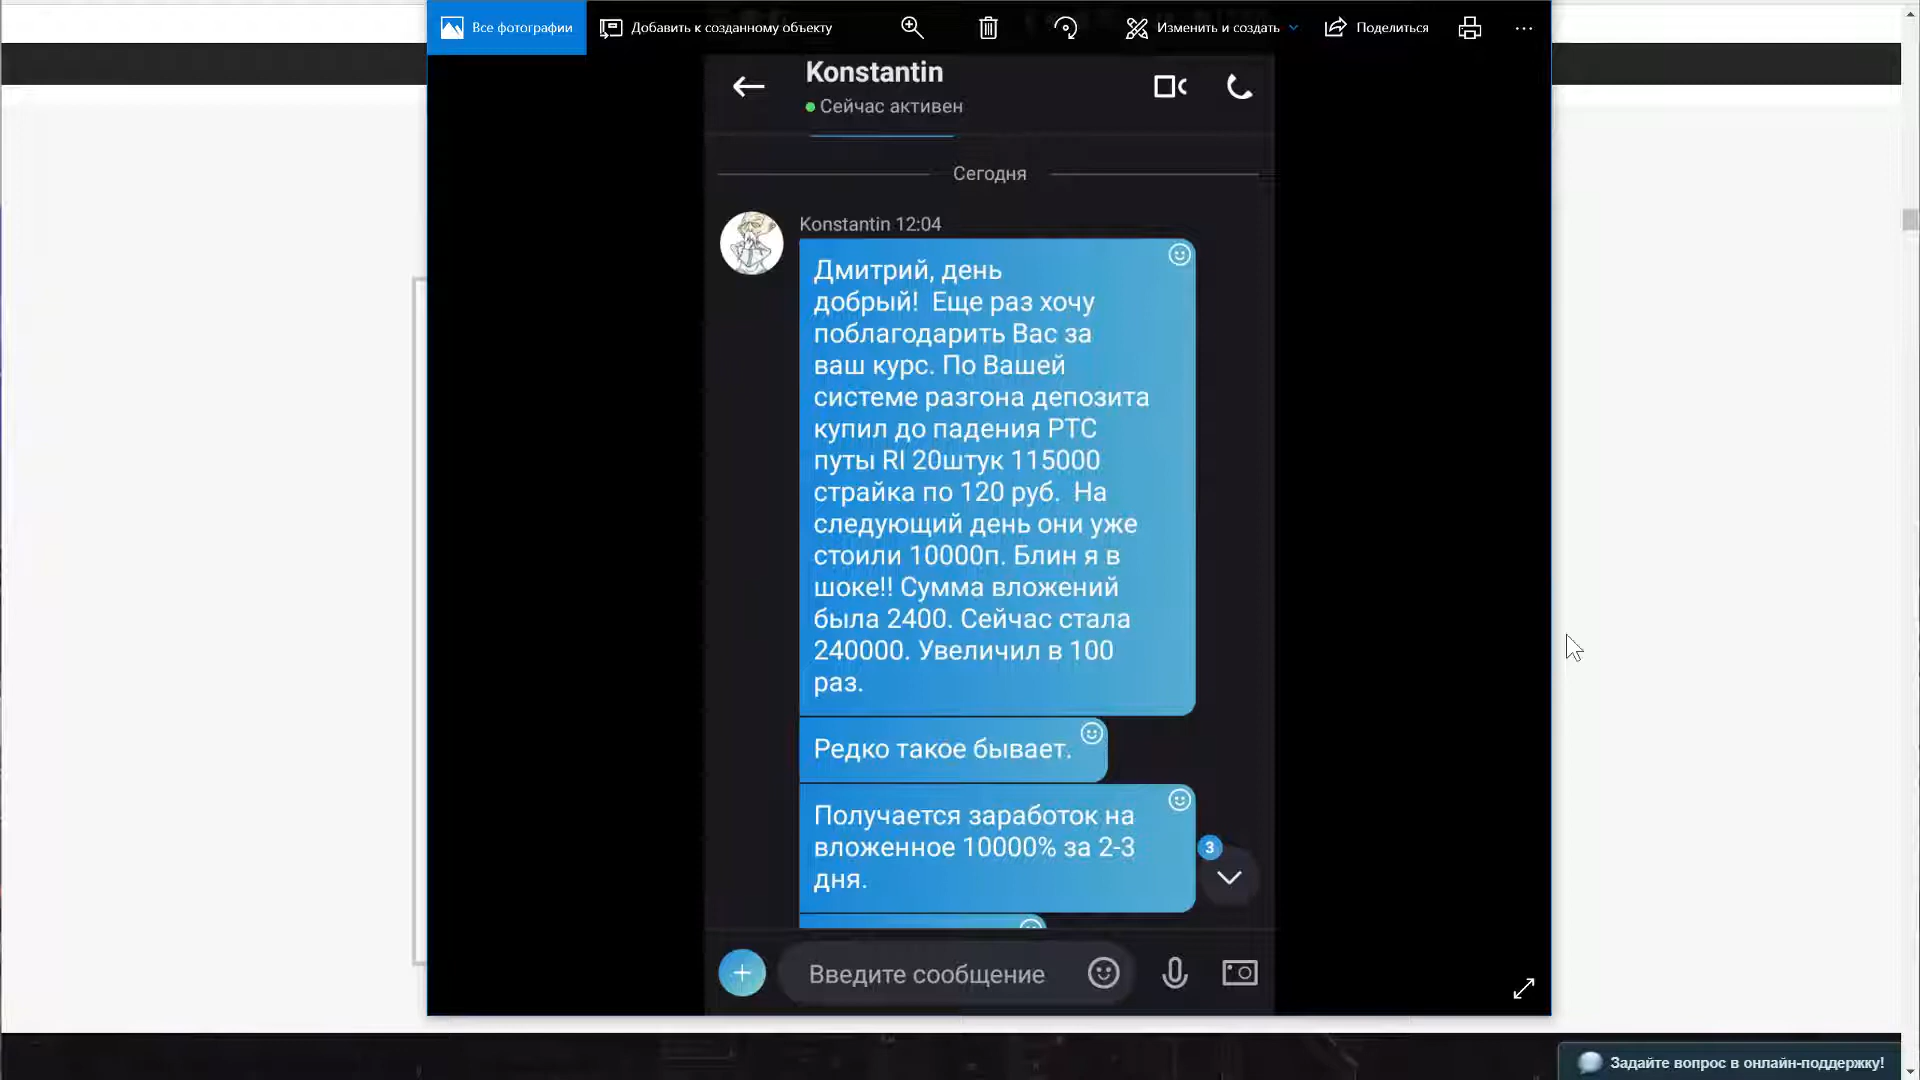 Все фотографии
Добавить к созданному объекту
Изменить и создать
Поделиться
Konstantin
Сейчас активен
Сегодня
Konstantin 12:04
Дмитрий, день
добрый!  Еще раз хочу
поблагодарить Вас за
ваш курс. По Вашей
системе разгона депозита
купил до падения РТС
путы RI 20штук 115000
страйка по 120 руб.  На
следующий день они уже
стоили 10000п. Блин я в
шоке!! Сумма вложений
была 2400. Сейчас стала
240000. Увеличил в 100
раз.
Редко такое бывает.
Получается заработок на
вложенное 10000% за 2-3
дня.
3
Введите сообщение
Задайте вопрос в онлайн-поддержку!